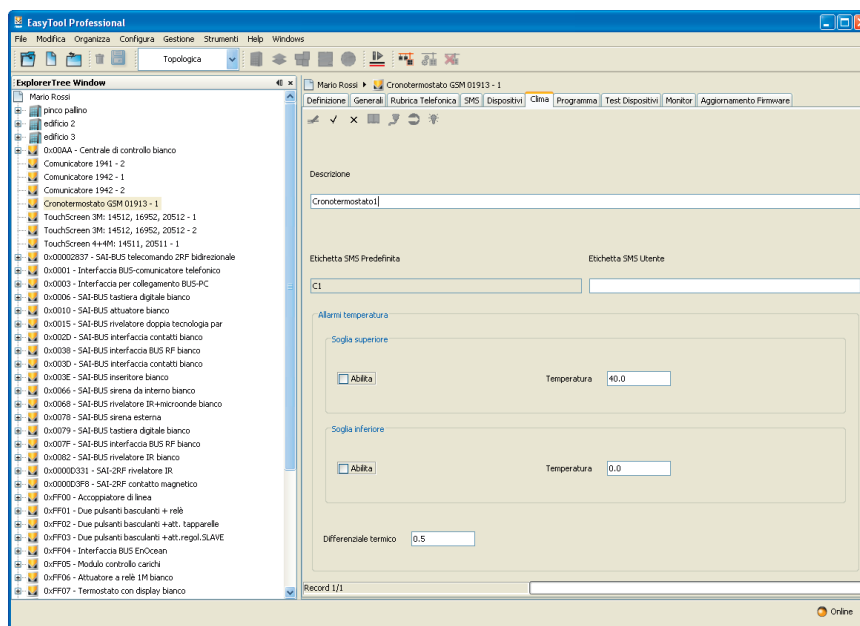 EasyTool Professional
File Modifica Organizza Configura Gestione Strumenti Help Windows
Topologica
ExplorerTree Window
Mario Rossi
pinco pallino
edificio 2
edificio 3
0x00AA - Centrale di controllo bianco
Comunicatore 1941 - 2
Comunicatore 1942 - 1
Comunicatore 1942 - 2
Cronotermostato GSM 01913 - 1
TouchScreen 3M: 14512, 16952, 20512 - 1
TouchScreen 3M: 14512, 16952, 20512 - 2
TouchScreen 4+4M: 14511, 20511 - 1
0x00002837 - SAI-BUS telecomando 2RF bidirezionale
0x0001 - Interfaccia BUS-comunicatore telefonico
0x0003 - Interfaccia per collegamento BUS-PC
0x0006 - SAI-BUS tastiera digitale bianco
0x0010 - SAI-BUS attuatore bianco
0x0015 - SAI-BUS rivelatore doppia tecnologia par
0x002D - SAI-BUS interfaccia contatti bianco
0x0038 - SAI-BUS interfaccia BUS RF bianco
0x003D - SAI-BUS interfaccia contatti bianco
0x003E - SAI-BUS inseritore bianco
0x0066 - SAI-BUS sirena da interno bianco
0x0068 - SAI-BUS rivelatore IR+microonde bianco
0x0078 - SAI-BUS sirena esterna
0x0079 - SAI-BUS tastiera digitale bianco
0x007F - SAI-BUS interfaccia BUS RF bianco
0x0082 - SAI-BUS rivelatore IR bianco
0x0000D331 - SAI-2RF rivelatore IR
0x0000D3F8 - SAI-2RF contatto magnetico
0xFF00 - Accoppiatore di linea
0xFF01 - Due pulsanti basculanti + relè
0xFF02 - Due pulsanti basculanti +att. tapparelle
0xFF03 - Due pulsanti basculanti +att.regol.SLAVE
0xFF04 - Interfaccia BUS EnOcean
0xFF05 - Modulo controllo carichi
0xFF06 - Attuatore a relè 1M bianco
0xFF07 - Termostato con display bianco
Mario Rossi Cronotermostato GSM 01913 - 1
Definizione Generali Rubrica Telefonica SMS Dispositivi Clima Programma Test Dispositivi Monitor Aggiornamento Firmware
Descrizione
Cronotermostato1
Etichetta SMS Predefinita Etichetta SMS Utente
C1
Allarmi temperatura
Soglia superiore
Abilita Temperatura 40.0
Soglia inferiore
Abilita Temperatura 0.0
Differenziale termico 0.5
Record 1/1
Online